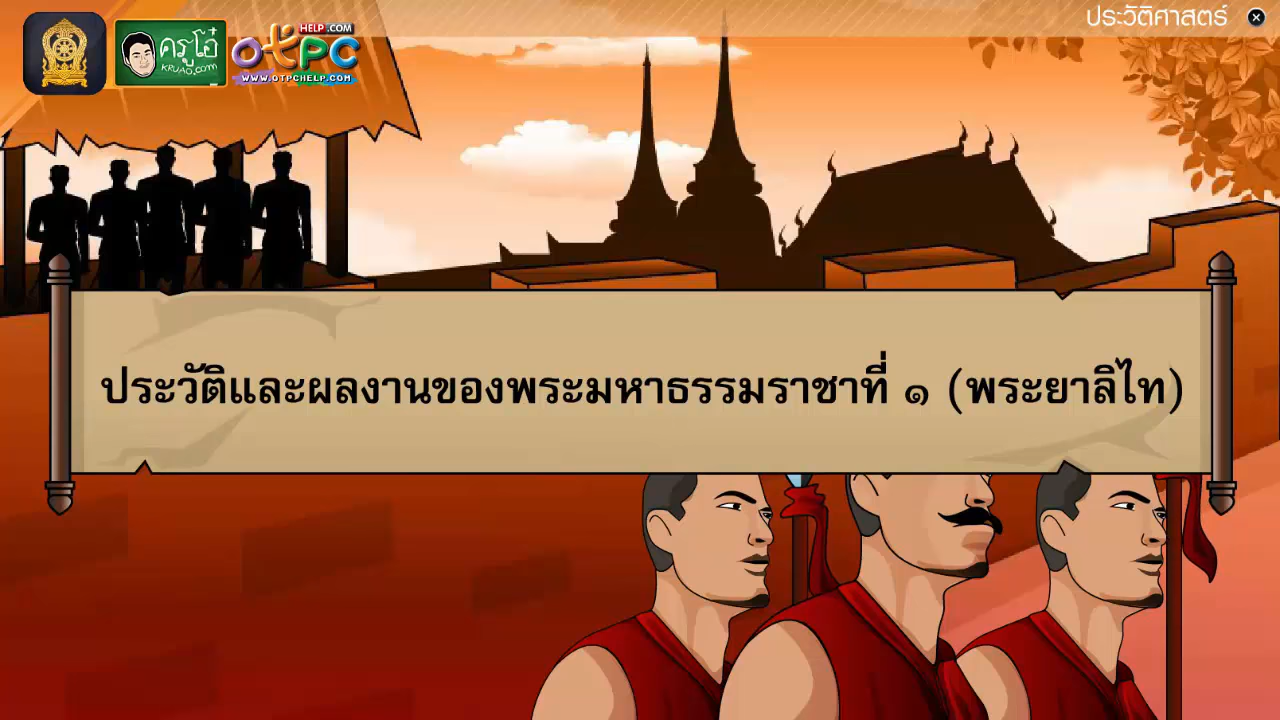 ประวัติศาสตร์
ครูโอ๋
KRUAO.com
HELP.COM
OTPC
WWW.OTPCHELP.COM
ประวัติและผลงานของพระมหาธรรมราชาที่ ๑ (พระยาลิไท)